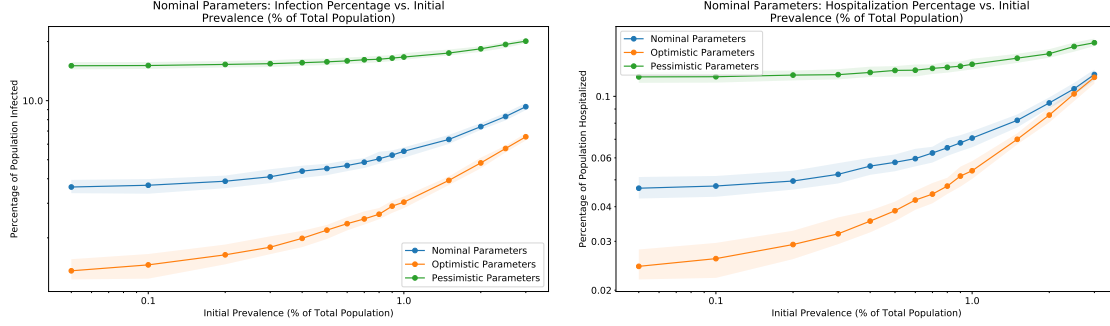 Nominal Parameters: Infection Percentage vs. Initial
Prevalence (% of Total Population)
10.0
Percentage of Population Infected
Nominal Parameters
Optimistic Parameters
Pessimistic Parameters
0.1
1.0
Initial Prevalence (% of Total Population)
Nominal Parameters: Hospitalization Percentage vs. Initial
Prevalence (% of Total Population)
Nominal Parameters
Optimistic Parameters
Pessimistic Parameters
0.1
0.06
0.04
0.03
0.02
Percentage of Population Hospitalized
0.1
1.0
Initial Prevalence (% of Total Population)